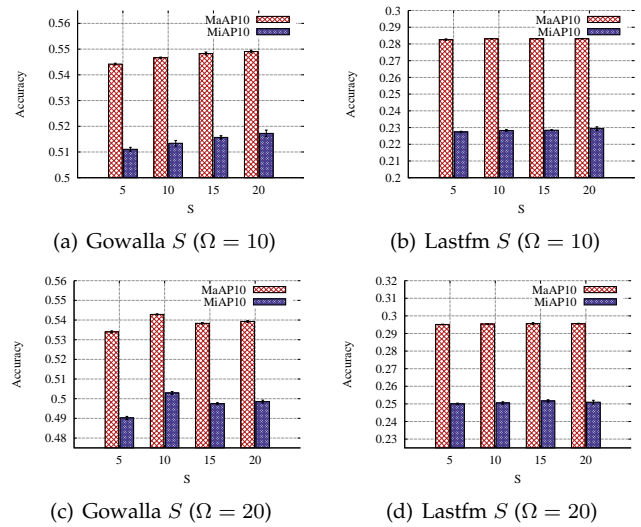 MaAP10
MiAP10
0.56
0.55
0.54
0.53
0.52
0.51
0.5
Accuracy
5 10 15 20
S
(a) Gowalla S (Ω = 10)
MaAP10
MiAP10
0.3
0.29
0.28
0.27
0.26
0.25
0.24
0.23
0.22
0.21
0.2
Accuracy
5 10 15 20
S
(b) Lastfm S (Ω = 10)
MaAP10
MiAP10
0.56
0.55
0.54
0.53
0.52
0.51
0.5
0.49
0.48
Accuracy
5 10 15 20
S
(c) Gowalla S (Ω = 20)
MaAP10
MiAP10
0.32
0.31
0.3
0.29
0.28
0.27
0.26
0.25
0.24
0.23
Accuracy
5 10 15 20
S
(d) Lastfm S (Ω = 20)